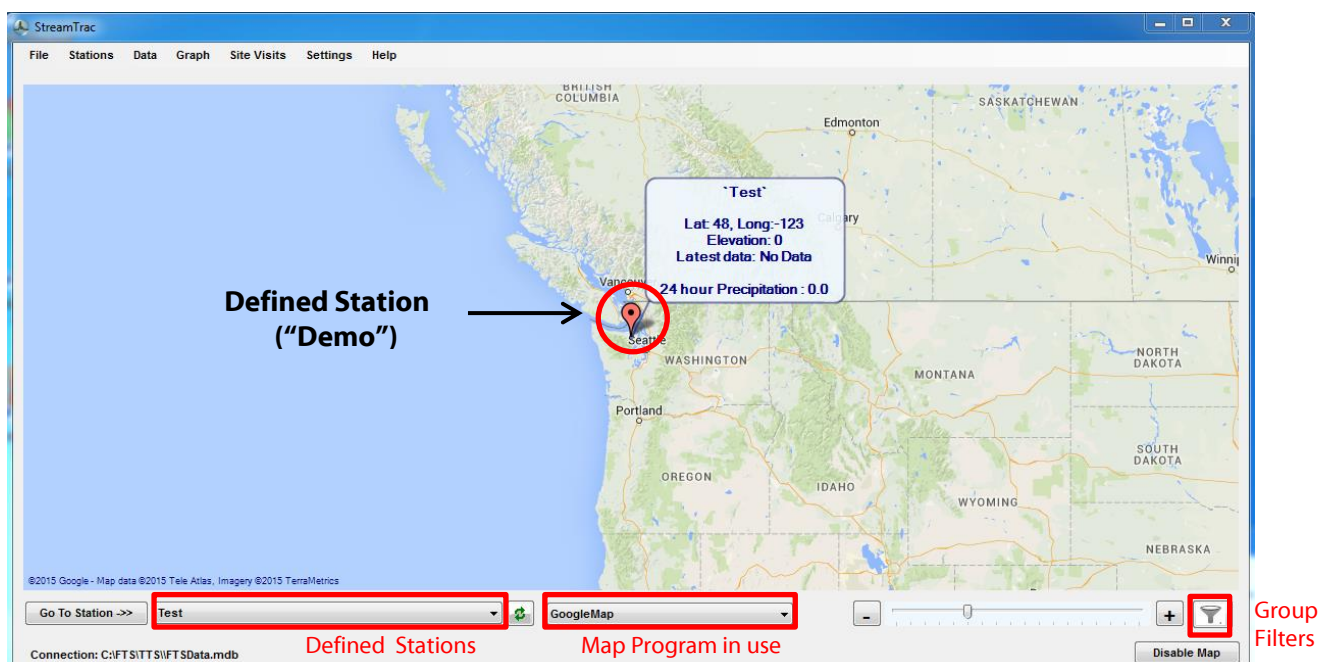 StreamTrac
File Stations Data Graph Site Visits Settings Help
BRITISH
COLUMBIA
SASKATCHEWAN
Edmonton
`Test`
Lat: 48, Long:-123
Elevation: 0
Latest data: No Data
24 hour Precipitation : 0.0
Winni
Defined Station
(“Demo”)
Seattle
WASHINGTON
NORTH
DAKOTA
MONTANA
Portland
SOUTH
DAKOTA
OREGON
IDAHO
WYOMING
NEBRASKA
©2015 Google - Map data ©2015 Tele Atlas, Imagery ©2015 TerraMetrics
Go To Station ->> Test GoogleMap - +
Group
Filters
Defined Stations Map Program in use
Connection: C:\FTS\TTS\\FTSData.mdb Disable Map